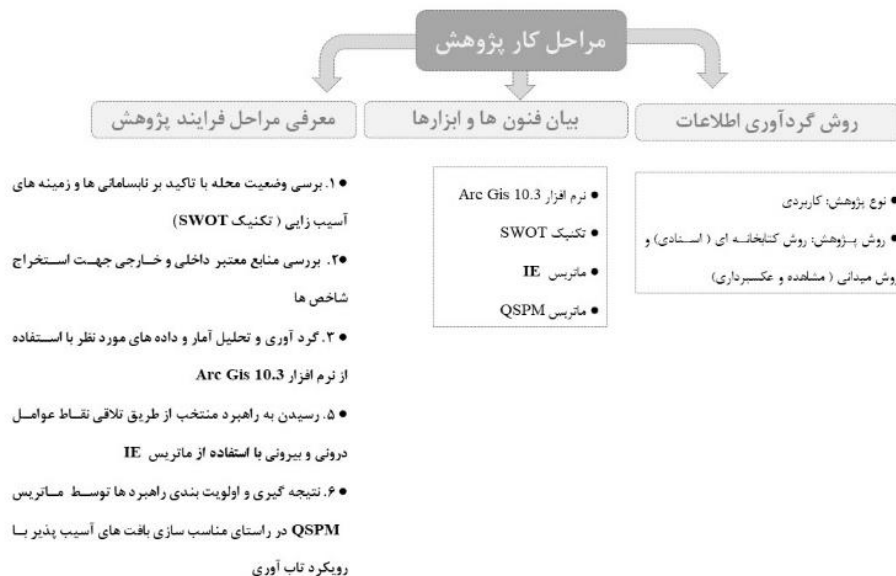 مراحل کار پژوهش
روش گردآوری اطلاعات
بیان فنون ها و ابزارها
معرفی مراحل فرایند پژوهش
● نوع پژوهش: کاربردی
● روش پژوهش: روش کتابخانه ای ( اسنادی) و
روش میدانی ( مشاهده و عکسبرداری)
● نرم افزار Arc Gis 10.3
● تکنیک SWOT
● ماتریس IE
● ماتریس QSPM
● ۱. برسی وضعیت محله با تاکید بر نابسامانی ها و زمینه های
آسیب زایی ( تکنیک SWOT)
●۲. بررسی منابع معتبر داخلی و خارجی جهت استخراج
شاخص ها
● ۳. گرد آوری و تحلیل آمار و داده های مورد نظر با استفاده
از نرم افزار Arc Gis 10.3
● ۵. رسیدن به راهبرد منتخب از طریق تلاقی نقاط عوامل
درونی و بیرونی با استفاده از ماتریس IE
● ۶. نتیجه گیری و اولویت بندی راهبرد ها توسط ماتریس
QSPM در راستای مناسب سازی بافت های آسیب پذیر با
رویکرد تاب آوری